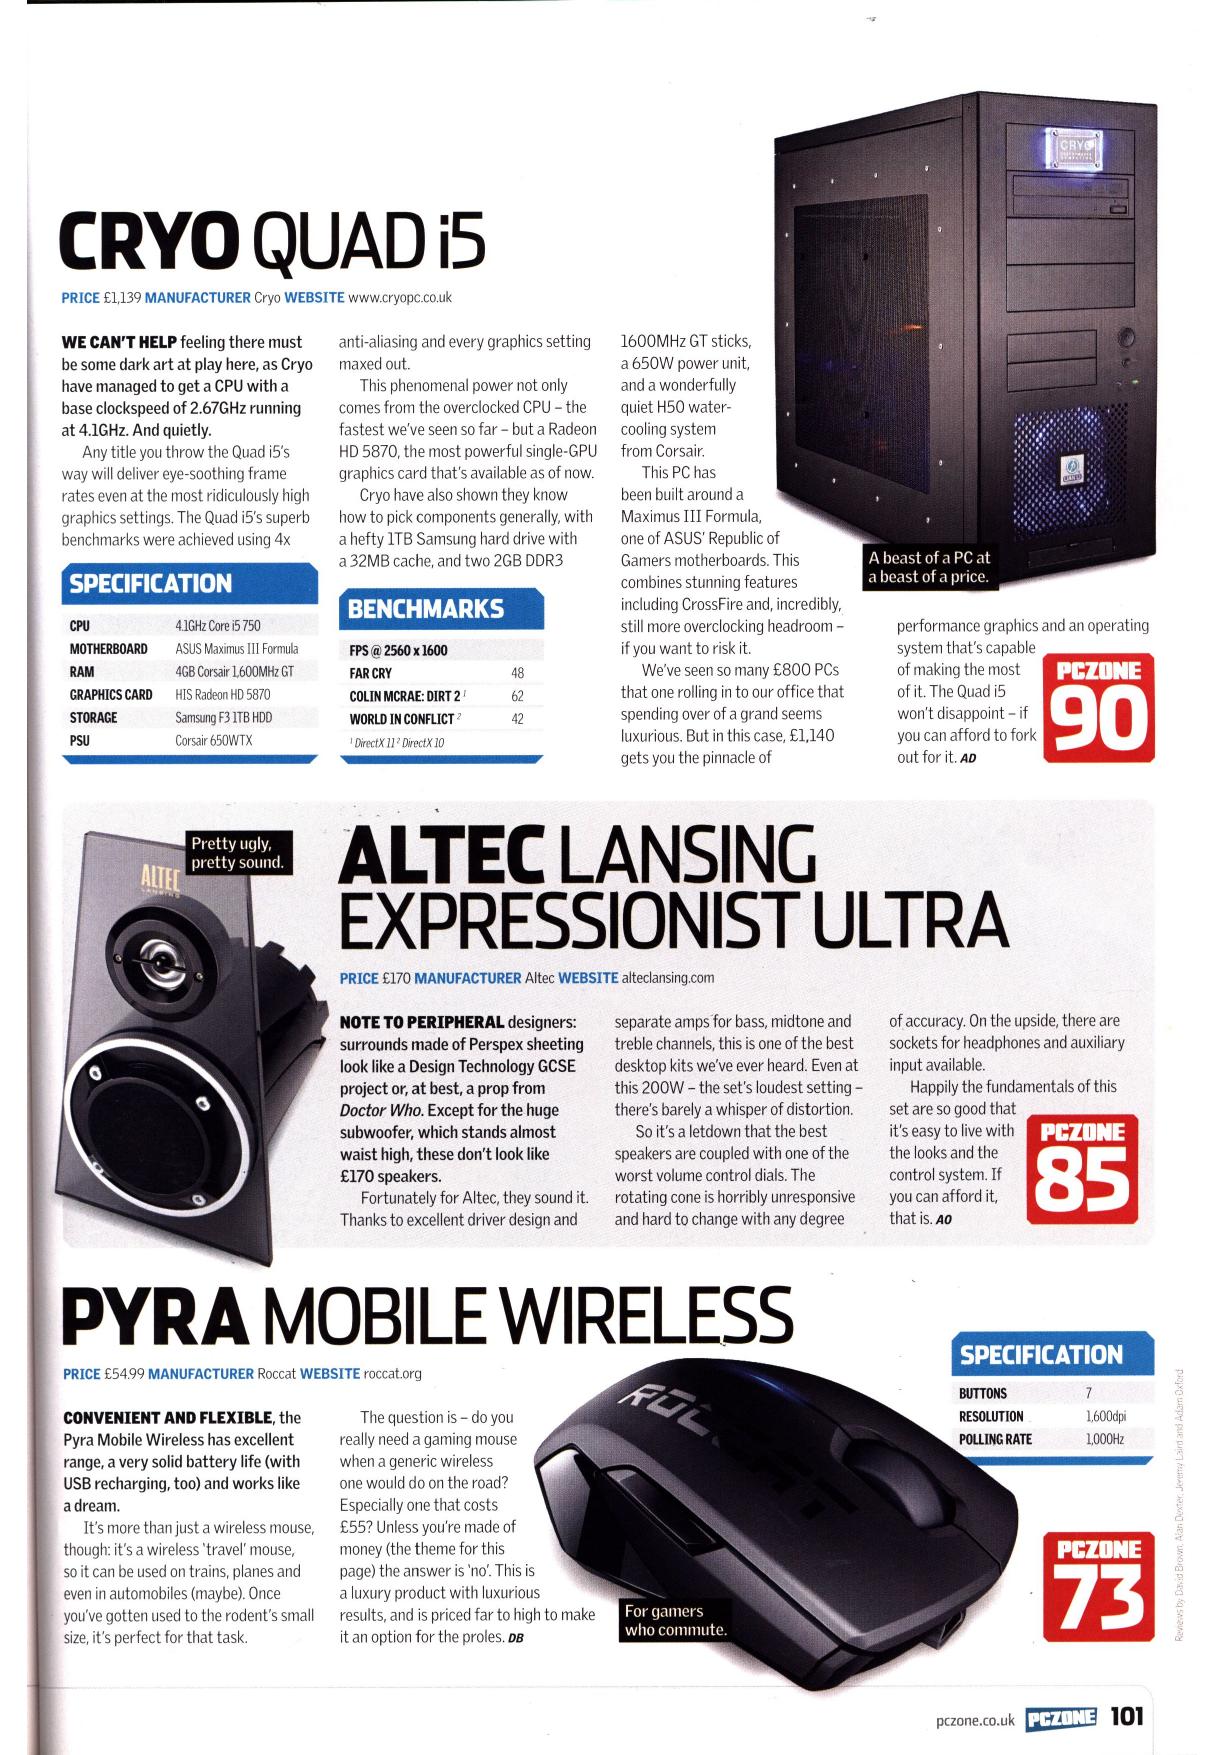 CRYO QUAD i5
PRICE £1,139 MANUFACTURER Cryo WEBSITE www.cryopc.co.uk
WE CAN'T HELP feeling there must
be some dark art at play here, as Cryo
have managed to get a CPU with a
base clockspeed of 2.67GHz running
at 4.1GHz. And quietly.
Any title you throw the Quad i5's
way will deliver eye-soothing frame
rates even at the most ridiculously high
graphics settings. The Quad i5's superb
benchmarks were achieved using 4x
SPECIFICATION
CPU 4.1GHz Core i5 750
MOTHERBOARD ASUS Maximus III Formula
RAM 4GB Corsair 1,600MHz GT
GRAPHICS CARD HIS Radeon HD 5870
STORAGE Samsung F3 1TB HDD
PSU Corsair 650WTX
anti-aliasing and every graphics setting
maxed out.
This phenomenal power not only
comes from the overclocked CPU – the
fastest we've seen so far – but a Radeon
HD 5870, the most powerful single-GPU
graphics card that's available as of now.
Cryo have also shown they know
how to pick components generally, with
a hefty 1TB Samsung hard drive with
a 32MB cache, and two 2GB DDR3
BENCHMARKS
FPS @ 2560 x 1600
FAR CRY 48
COLIN MCRAE: DIRT 2 ¹ 62
WORLD IN CONFLICT ² 42
¹ DirectX 11 ² DirectX 10
1600MHz GT sticks,
a 650W power unit,
and a wonderfully
quiet H50 water-
cooling system
from Corsair.
This PC has
been built around a
Maximus III Formula,
one of ASUS' Republic of
Gamers motherboards. This
combines stunning features
including CrossFire and, incredibly,
still more overclocking headroom –
if you want to risk it.
We've seen so many £800 PCs
that one rolling in to our office that
spending over of a grand seems
luxurious. But in this case, £1,140
gets you the pinnacle of
CRYO
A beast of a PC at
a beast of a price.
performance graphics and an operating
system that's capable
of making the most
of it. The Quad i5
won't disappoint – if
you can afford to fork
out for it. AD
PCZONE
90
Pretty ugly,
pretty sound.
ALTEC
LANSING
ALTEC LANSING
EXPRESSIONIST ULTRA
PRICE £170 MANUFACTURER Altec WEBSITE alteclansing.com
NOTE TO PERIPHERAL designers:
surrounds made of Perspex sheeting
look like a Design Technology GCSE
project or, at best, a prop from
Doctor Who. Except for the huge
subwoofer, which stands almost
waist high, these don't look like
£170 speakers.
Fortunately for Altec, they sound it.
Thanks to excellent driver design and
separate amps for bass, midtone and
treble channels, this is one of the best
desktop kits we've ever heard. Even at
this 200W – the set's loudest setting –
there's barely a whisper of distortion.
So it's a letdown that the best
speakers are coupled with one of the
worst volume control dials. The
rotating cone is horribly unresponsive
and hard to change with any degree
of accuracy. On the upside, there are
sockets for headphones and auxiliary
input available.
Happily the fundamentals of this
set are so good that
it's easy to live with
the looks and the
control system. If
you can afford it,
that is. AO
PCZONE
85
PYRA MOBILE WIRELESS
PRICE £54.99 MANUFACTURER Roccat WEBSITE roccat.org
CONVENIENT AND FLEXIBLE, the
Pyra Mobile Wireless has excellent
range, a very solid battery life (with
USB recharging, too) and works like
a dream.
It's more than just a wireless mouse,
though: it's a wireless 'travel' mouse,
so it can be used on trains, planes and
even in automobiles (maybe). Once
you've gotten used to the rodent's small
size, it's perfect for that task.
The question is – do you
really need a gaming mouse
when a generic wireless
one would do on the road?
Especially one that costs
£55? Unless you're made of
money (the theme for this
page) the answer is 'no'. This is
a luxury product with luxurious
results, and is priced far to high to make
it an option for the proles. DB
For gamers
who commute.
SPECIFICATION
BUTTONS 7
RESOLUTION 1,600dpi
POLLING RATE 1,000Hz
PCZONE
73
Reviews by David Brown, Alan Dexter, Jeremy Laird and Adam Oxford
pczone.co.uk PCZONE 101